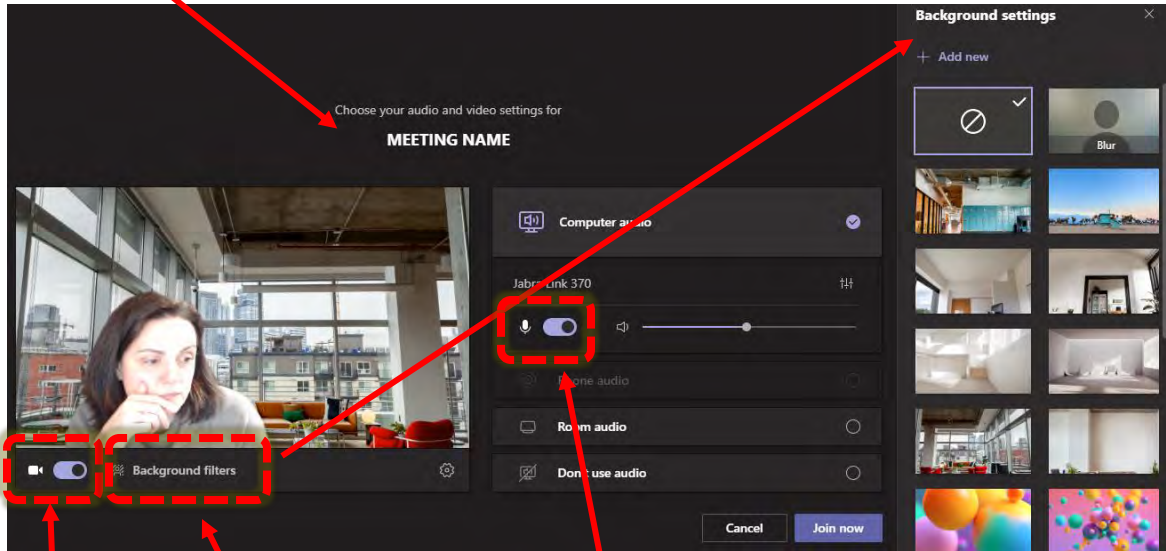 Background settings
Add new
Choose your audio and video settings for
MEETING NAME
Blur
Computer audio
Jabra Link 370
Phone audio
Background filters
Room audio
Don't use audio
Cancel
Join now